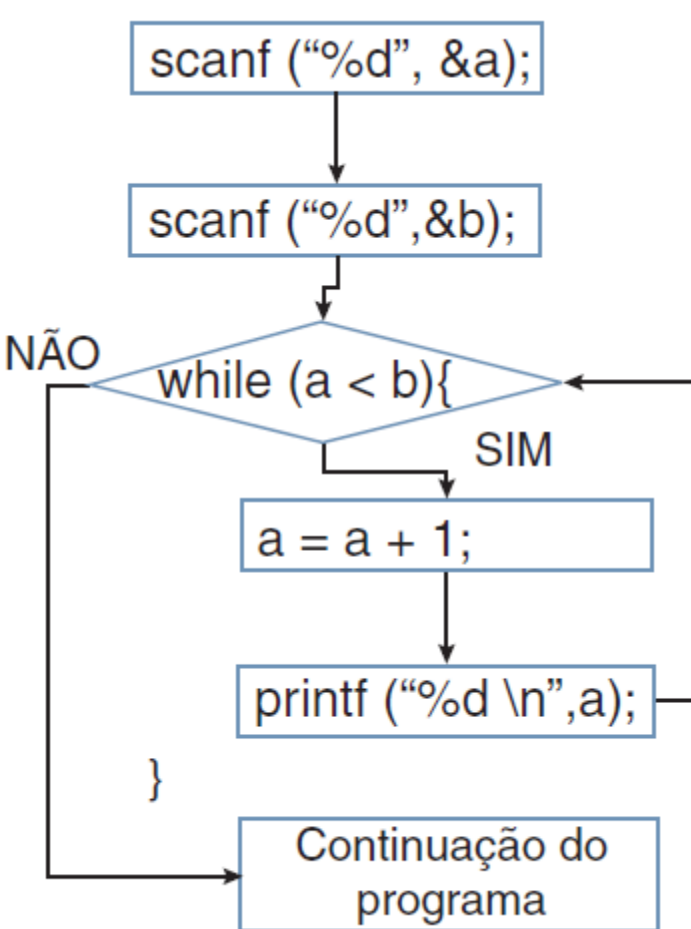 scanf (“%d”, &a);
scanf (“%d”,&b);
NÃO
while (a < b){
SIM
a = a + 1;
printf (“%d \n”,a);
}
Continuação do
programa